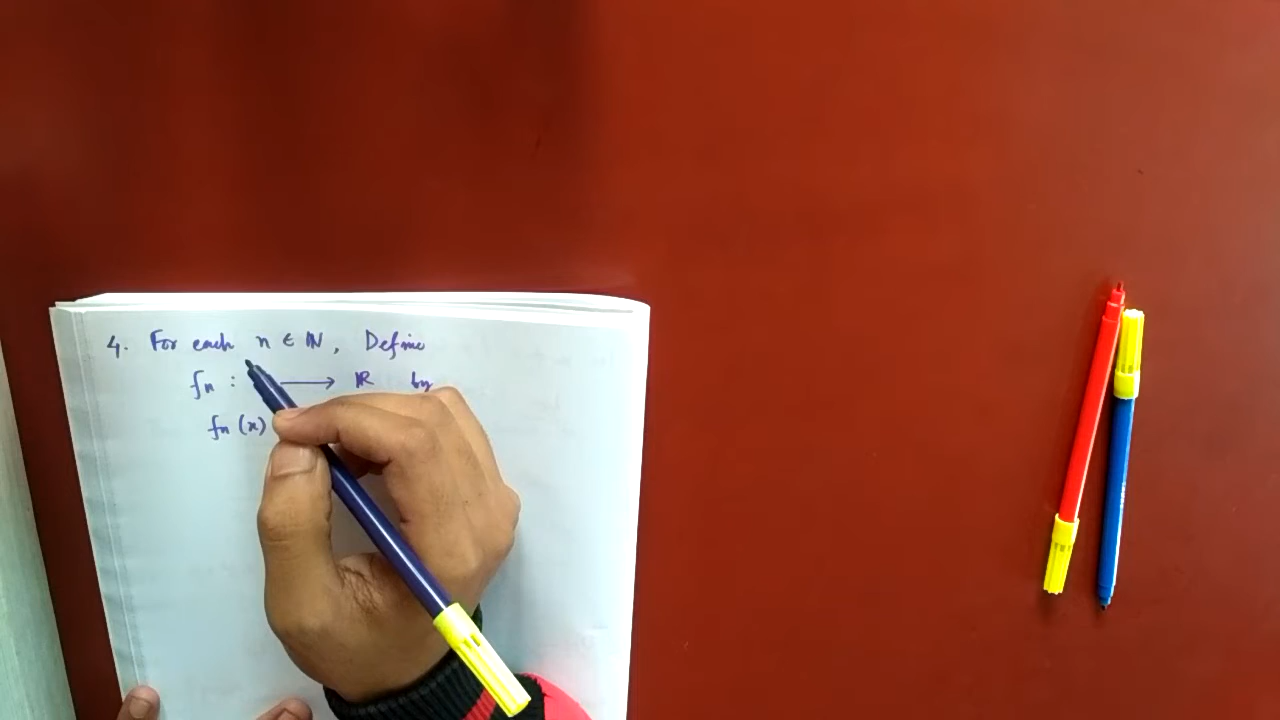 4. For each n ∈ ℕ, Define
fn : ⟶ ℝ by
fn (x)